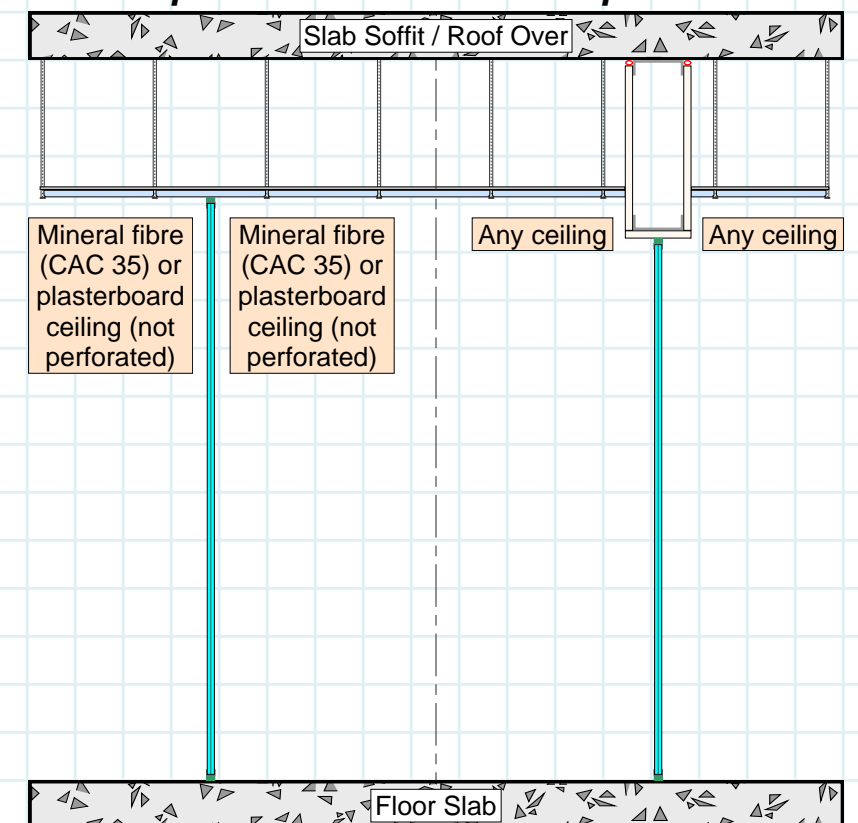 Slab Soffit / Roof Over
Mineral fibre
(CAC 35) or
plasterboard
ceiling (not
perforated)
Mineral fibre
(CAC 35) or
plasterboard
ceiling (not
perforated)
Any ceiling
Any ceiling
Floor Slab